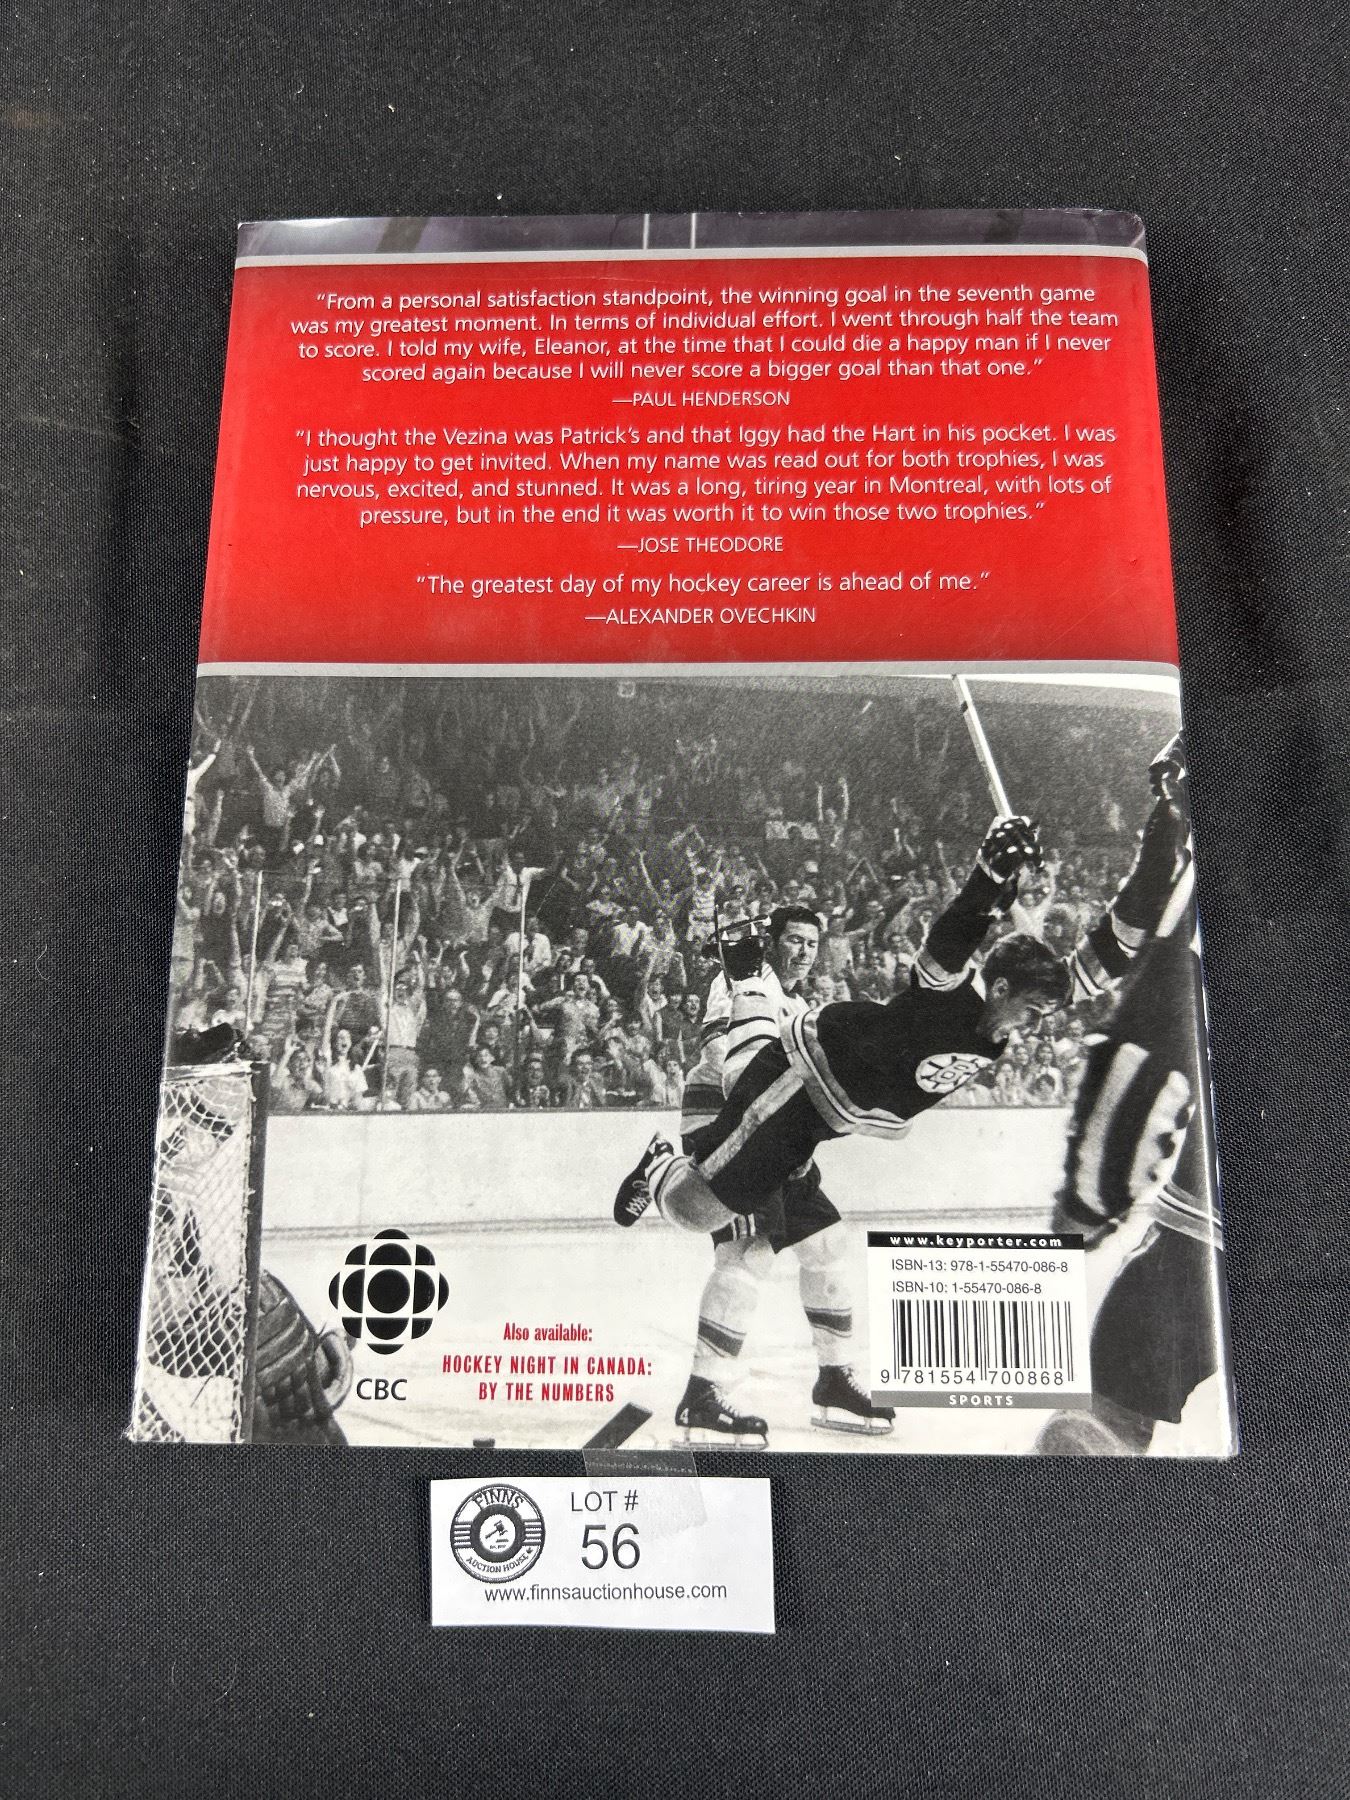 "From a personal satisfaction standpoint, the winning goal in the seventh game
was my greatest moment. In terms of individual effort. I went through half the team
to score. I told my wife, Eleanor, at the time that I could die a happy man if I never
scored again because I will never score a bigger goal than that one."
—PAUL HENDERSON
"I thought the Vezina was Patrick's and that Iggy had the Hart in his pocket. I was
just happy to get invited. When my name was read out for both trophies, I was
nervous, excited, and stunned. It was a long, tiring year in Montreal, with lots of
pressure, but in the end it was worth it to win those two trophies."
—JOSE THEODORE
"The greatest day of my hockey career is ahead of me."
—ALEXANDER OVECHKIN
CBC
Also available:
HOCKEY NIGHT IN CANADA:
BY THE NUMBERS
www.keyporter.com
ISBN-13: 978-1-55470-086-8
ISBN-10: 1-55470-086-8
9 781554 700868
SPORTS
4
FINNS
AUCTION HOUSE
LOT #
56
www.finnsauctionhouse.com